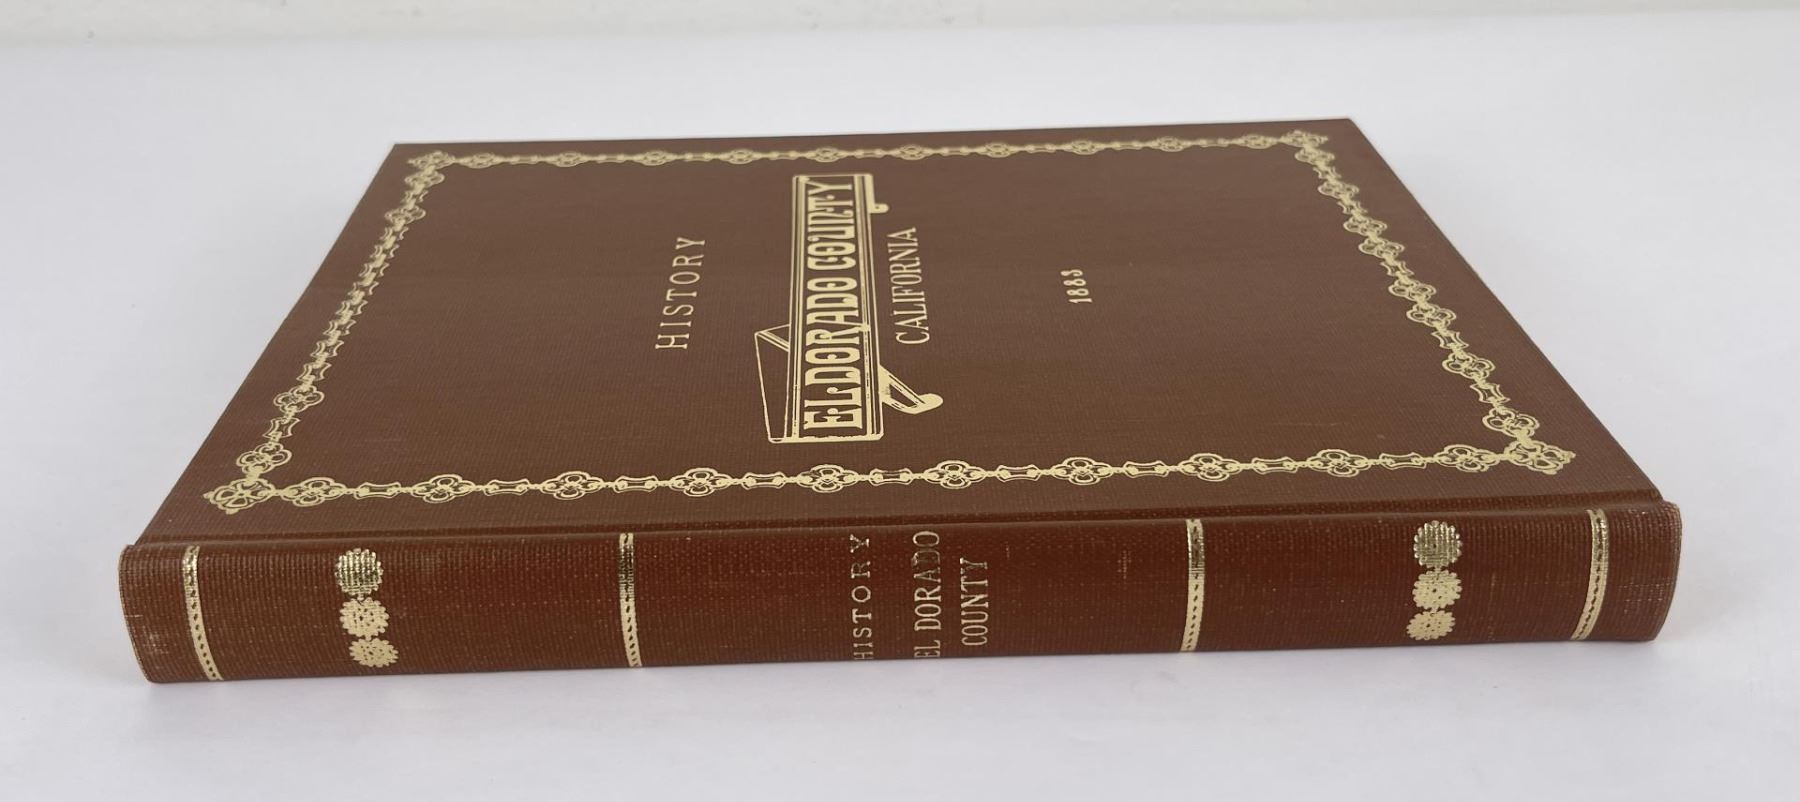 HISTORY
EL DORADO COUNTY
CALIFORNIA
1883
HISTORY
EL DORADO
COUNTY